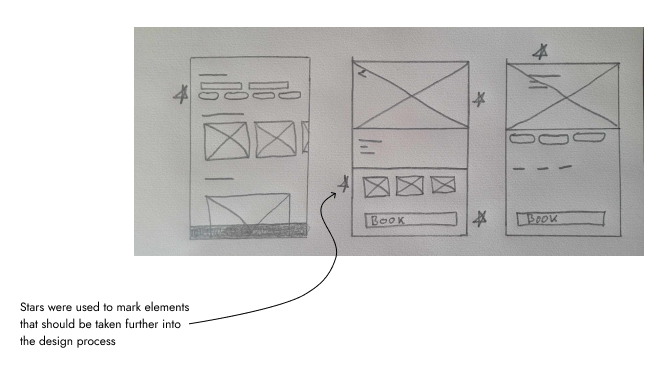 Book
Book
Stars were used to mark elements
that should be taken further into
the design process